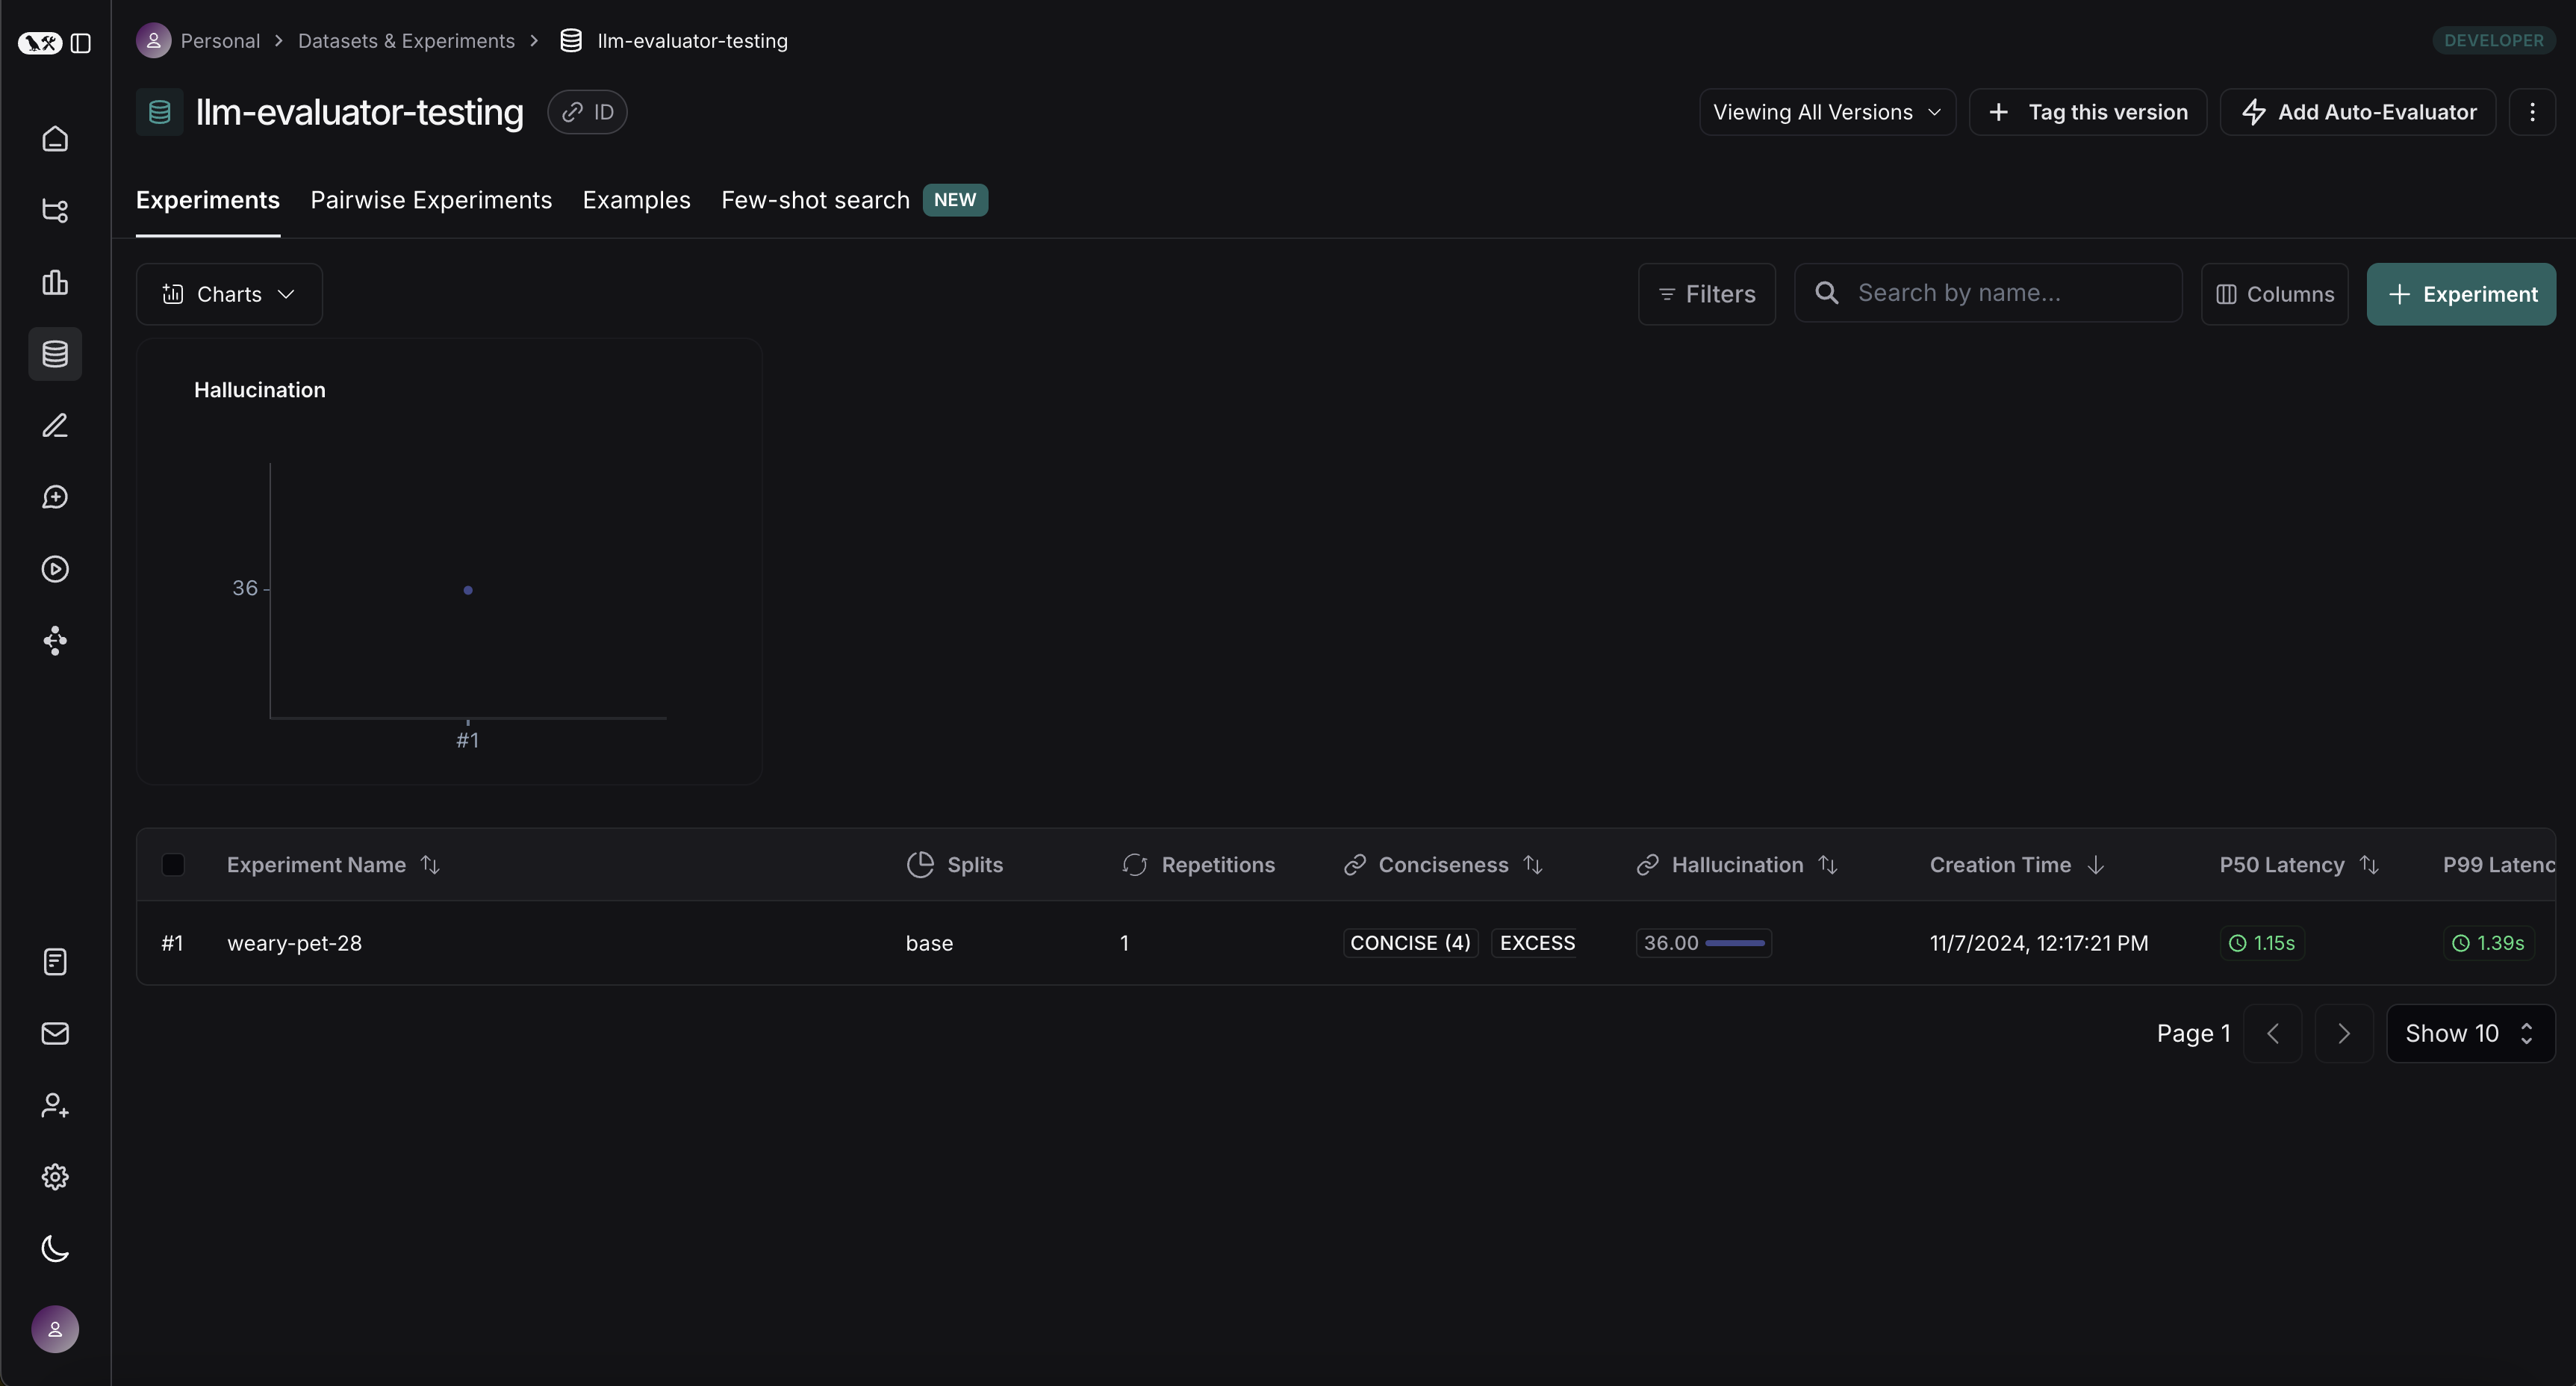 Personal > Datasets & Experiments > llm-evaluator-testing
DEVELOPER
llm-evaluator-testing ID
Viewing All Versions + Tag this version Add Auto-Evaluator
Experiments Pairwise Experiments Examples Few-shot search NEW
Charts Filters Search by name... Columns + Experiment
Hallucination
36
#1
Experiment Name Splits Repetitions Conciseness Hallucination Creation Time P50 Latency P99 Latenc
#1 weary-pet-28 base 1 CONCISE (4) EXCESS 36.00 11/7/2024, 12:17:21 PM 1.15s 1.39s
Page 1 Show 10